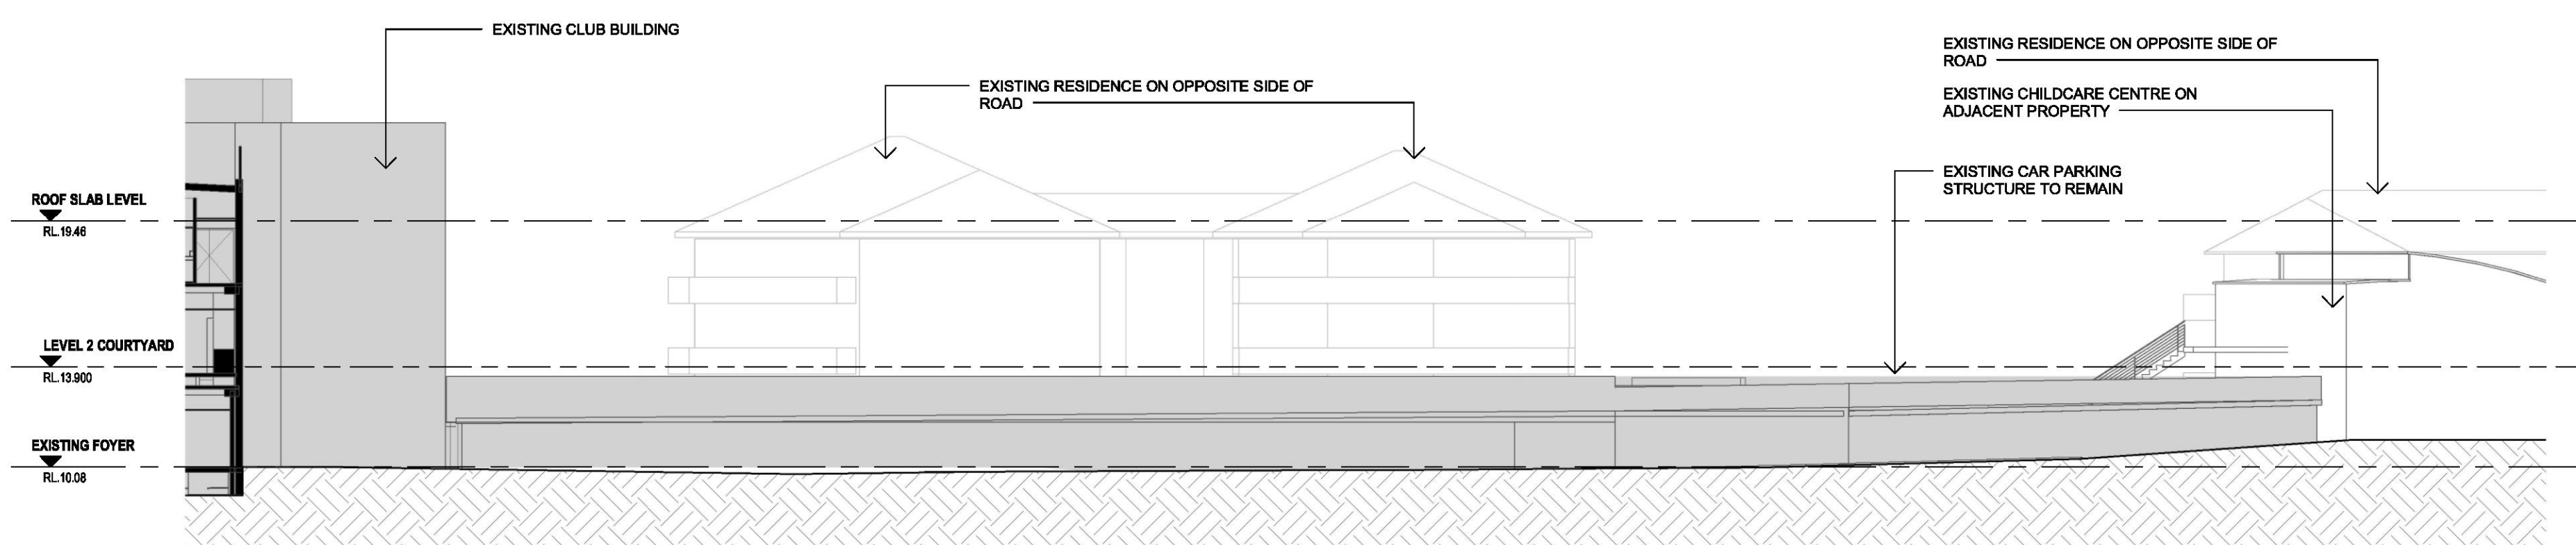 EXISTING CLUB BUILDING
EXISTING RESIDENCE ON OPPOSITE SIDE OF
ROAD
EXISTING RESIDENCE ON OPPOSITE SIDE OF
ROAD
EXISTING CHILDCARE CENTRE ON
ADJACENT PROPERTY
EXISTING CAR PARKING
STRUCTURE TO REMAIN
ROOF SLAB LEVEL
RL.19.46
LEVEL 2 COURTYARD
RL.13.900
EXISTING FOYER
RL.10.08